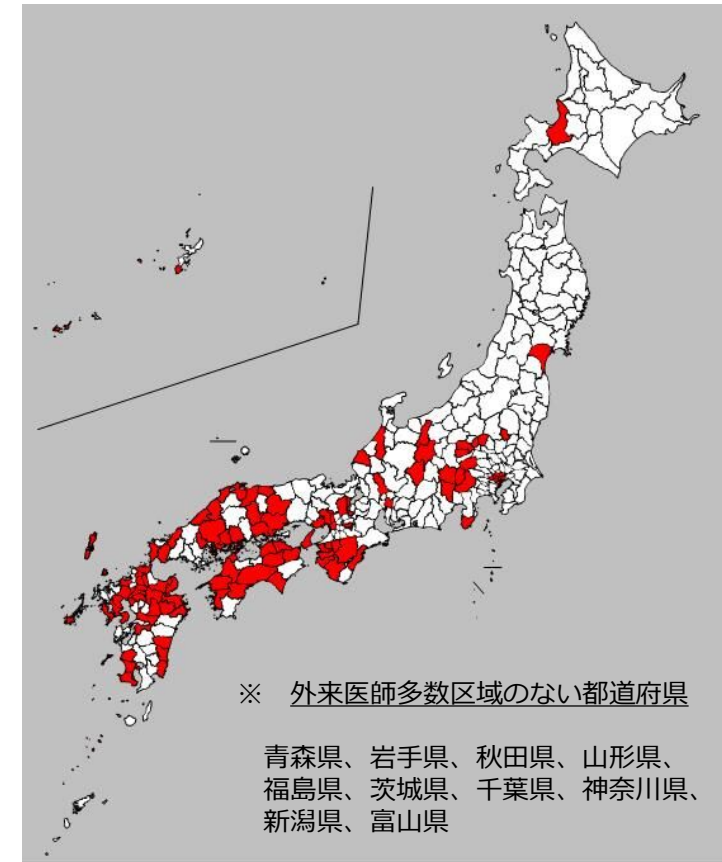 ※ 外来医師多数区域のない都道府県
青森県、岩手県、秋田県、山形県、
福島県、茨城県、千葉県、神奈川県、
新潟県、富山県